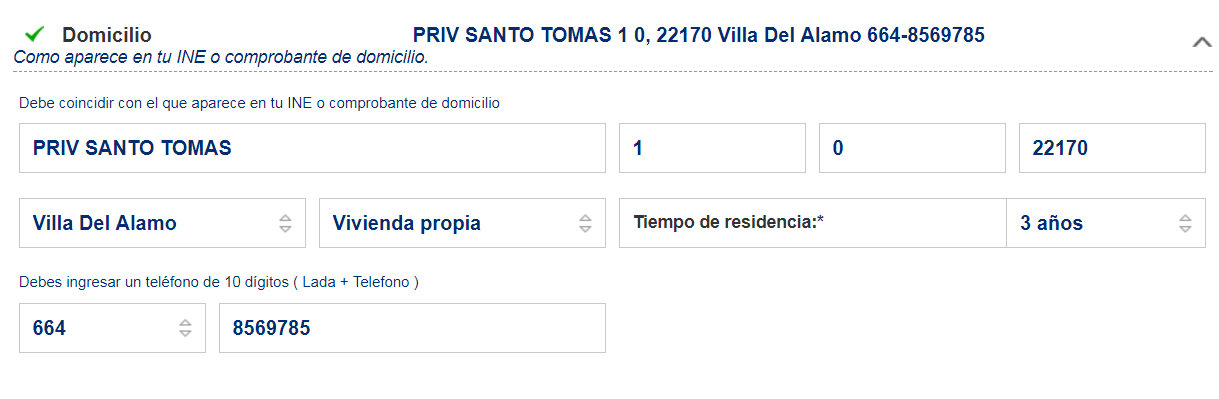 Domicilio PRIV SANTO TOMAS 1 0, 22170 Villa Del Alamo 664-8569785
Como aparece en tu INE o comprobante de domicilio.
Debe coincidir con el que aparece en tu INE o comprobante de domicilio
PRIV SANTO TOMAS 1 0 22170
Villa Del Alamo Vivienda propia Tiempo de residencia:* 3 años
Debes ingresar un teléfono de 10 dígitos ( Lada + Telefono )
664 8569785